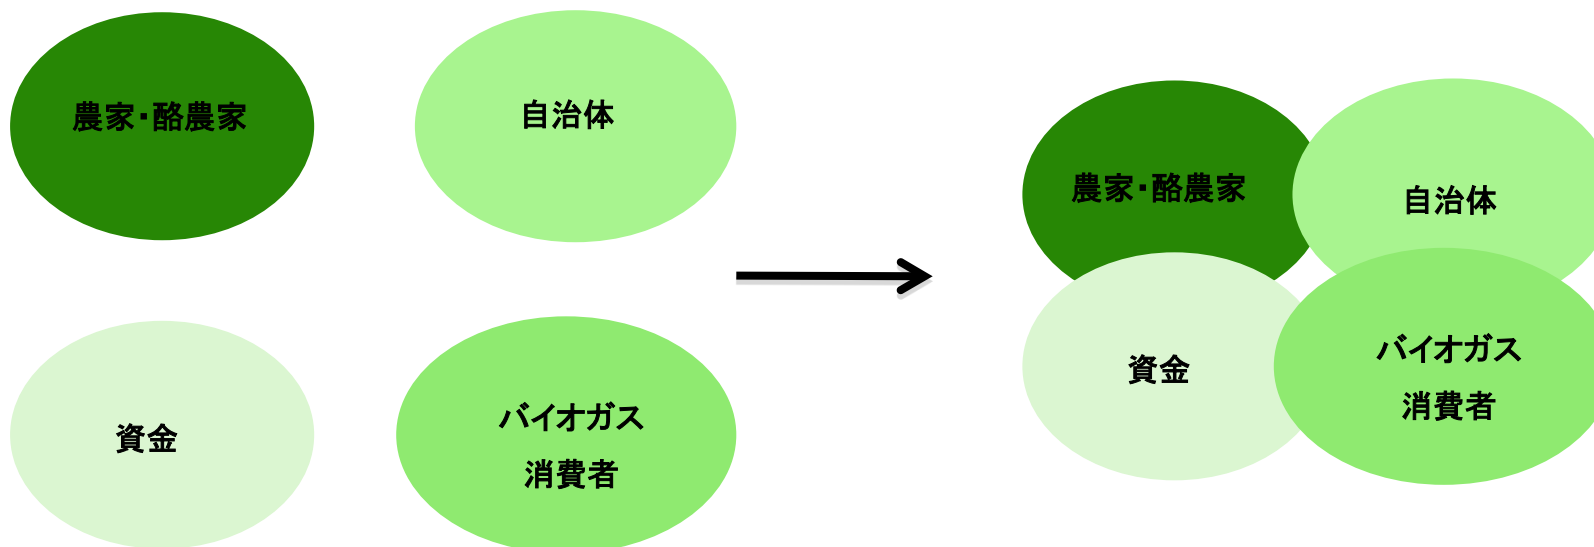 農家・酪農家
自治体
資金
バイオガス
消費者
農家・酪農家
自治体
資金
バイオガス
消費者